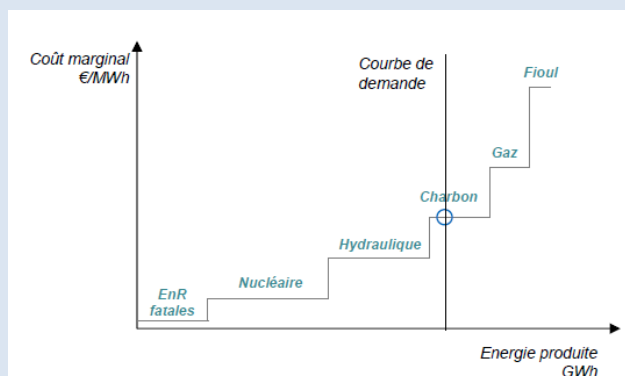 Coût marginal
€/MWh
Courbe de
demande
Fioul
Gaz
Charbon
Hydraulique
Nucléaire
EnR
fatales
Energie produite
GWh